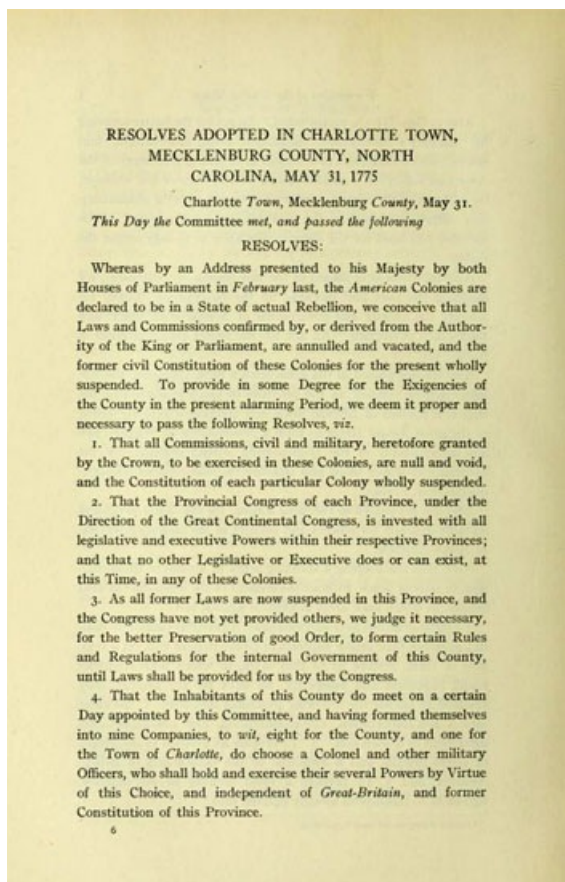 RESOLVES ADOPTED IN CHARLOTTE TOWN,
MECKLENBURG COUNTY, NORTH
CAROLINA, MAY 31, 1775
Charlotte Town, Mecklenburg County, May 31.
This Day the Committee met, and passed the following
RESOLVES:
Whereas by an Address presented to his Majesty by both
Houses of Parliament in February last, the American Colonies are
declared to be in a State of actual Rebellion, we conceive that all
Laws and Commissions confirmed by, or derived from the Author-
ity of the King or Parliament, are annulled and vacated, and the
former civil Constitution of these Colonies for the present wholly
suspended. To provide in some Degree for the Exigencies of
the County in the present alarming Period, we deem it proper and
necessary to pass the following Resolves, viz.
1. That all Commissions, civil and military, heretofore granted
by the Crown, to be exercised in these Colonies, are null and void,
and the Constitution of each particular Colony wholly suspended.
2. That the Provincial Congress of each Province, under the
Direction of the Great Continental Congress, is invested with all
legislative and executive Powers within their respective Provinces;
and that no other Legislative or Executive does or can exist, at
this Time, in any of these Colonies.
3. As all former Laws are now suspended in this Province, and
the Congress have not yet provided others, we judge it necessary,
for the better Preservation of good Order, to form certain Rules
and Regulations for the internal Government of this County,
until Laws shall be provided for us by the Congress.
4. That the Inhabitants of this County do meet on a certain
Day appointed by this Committee, and having formed themselves
into nine Companies, to wit, eight for the County, and one for
the Town of Charlotte, do choose a Colonel and other military
Officers, who shall hold and exercise their several Powers by Virtue
of this Choice, and independent of Great-Britain, and former
Constitution of this Province.
6